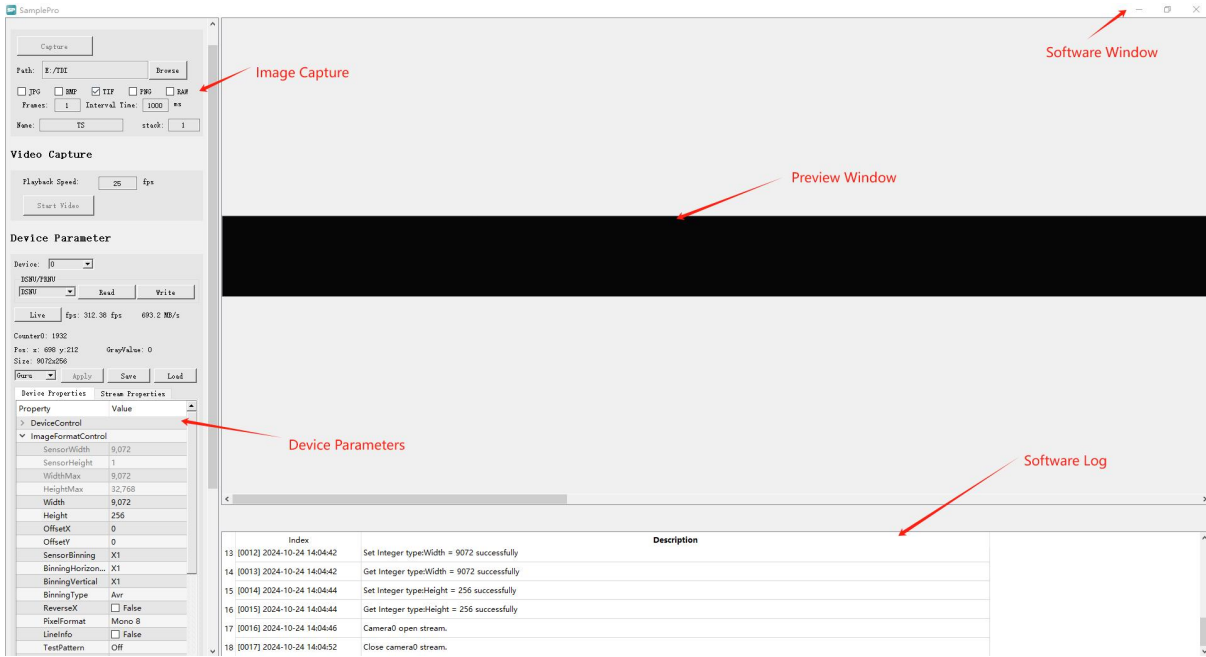 SamplePro
Software Window
Capture
Path: E:/TDI Browse
Image Capture
JPG BMP TIF PNG RAW
Frames: 1 Interval Time: 1000 ms
Name: TS stack: 1
Video Capture
Playback Speed: 25 fps
Preview Window
Start Video
Device Parameter
Device: 0
DSNU/PRNU
DSNU Read Write
Live fps: 312.38 fps 693.2 MB/s
Counter0: 1932
Pos: x: 698 y:212 GrayValue: 0
Size: 9072x256
Guru Apply Save Load
Device Properties Stream Properties
Property Value
DeviceControl
ImageFormatControl
Device Parameters
SensorWidth 9,072
SensorHeight 1
Software Log
WidthMax 9,072
HeightMax 32,768
Width 9,072
Height 256
OffsetX 0
OffsetY 0
SensorBinning X1
BinningHorizon... X1
BinningVertical X1
BinningType Avr
ReverseX False
PixelFormat Mono 8
LineInfo False
TestPattern Off
Index Description
13 [0012] 2024-10-24 14:04:42 Set Integer type:Width = 9072 successfully
14 [0013] 2024-10-24 14:04:42 Get Integer type:Width = 9072 successfully
15 [0014] 2024-10-24 14:04:44 Set Integer type:Height = 256 successfully
16 [0015] 2024-10-24 14:04:44 Get Integer type:Height = 256 successfully
17 [0016] 2024-10-24 14:04:46 Camera0 open stream.
18 [0017] 2024-10-24 14:04:52 Close camera0 stream.